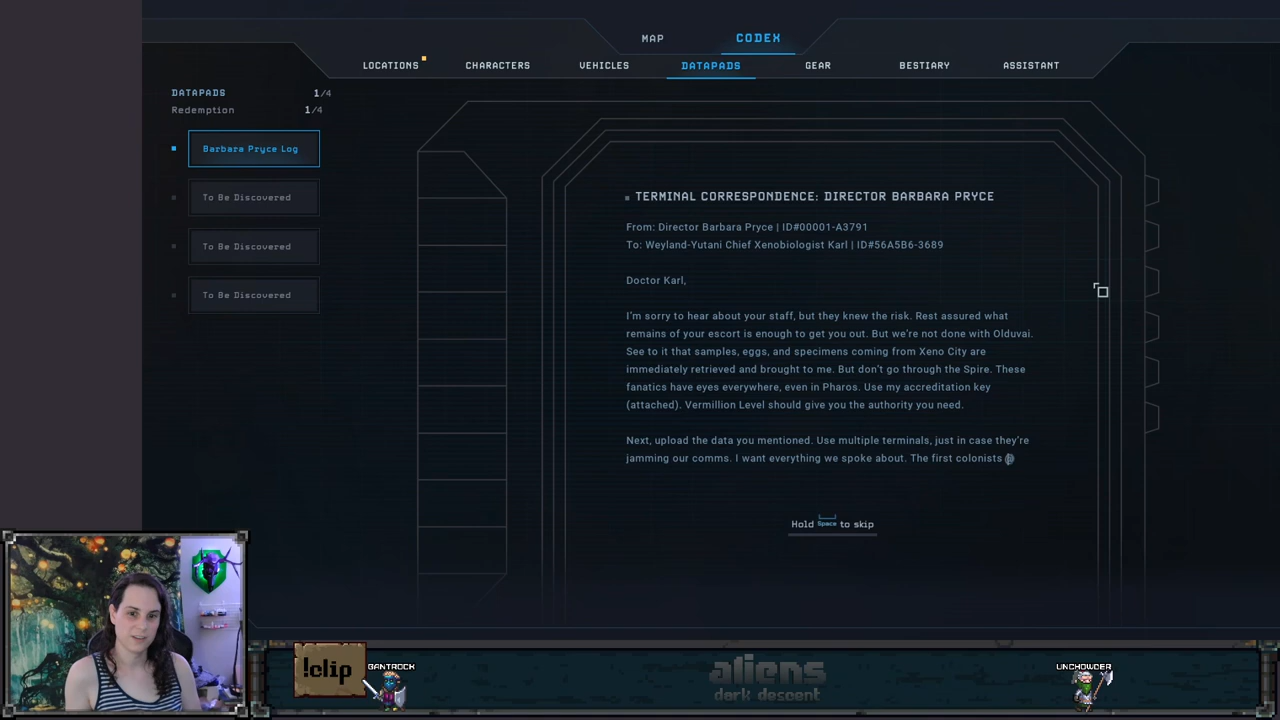 MAP
CODEX
LOCATIONS
CHARACTERS
VEHICLES
DATAPADS
GEAR
BESTIARY
ASSISTANT
DATAPADS 1/4
Redemption 1/4
Barbara Pryce Log
To Be Discovered
To Be Discovered
To Be Discovered
TERMINAL CORRESPONDENCE: DIRECTOR BARBARA PRYCE
From: Director Barbara Pryce | ID#00001-A3791
To: Weyland-Yutani Chief Xenobiologist Karl | ID#56A5B6-3689
Doctor Karl,
I'm sorry to hear about your staff, but they knew the risk. Rest assured what
remains of your escort is enough to get you out. But we're not done with Olduvai.
See to it that samples, eggs, and specimens coming from Xeno City are
immediately retrieved and brought to me. But don't go through the Spire. These
fanatics have eyes everywhere, even in Pharos. Use my accreditation key
(attached). Vermillion Level should give you the authority you need.
Next, upload the data you mentioned. Use multiple terminals, just in case they're
jamming our comms. I want everything we spoke about. The first colonists
Hold Space to skip
!clip
BANTROCK
aliens
dark descent
UNCHOWDER